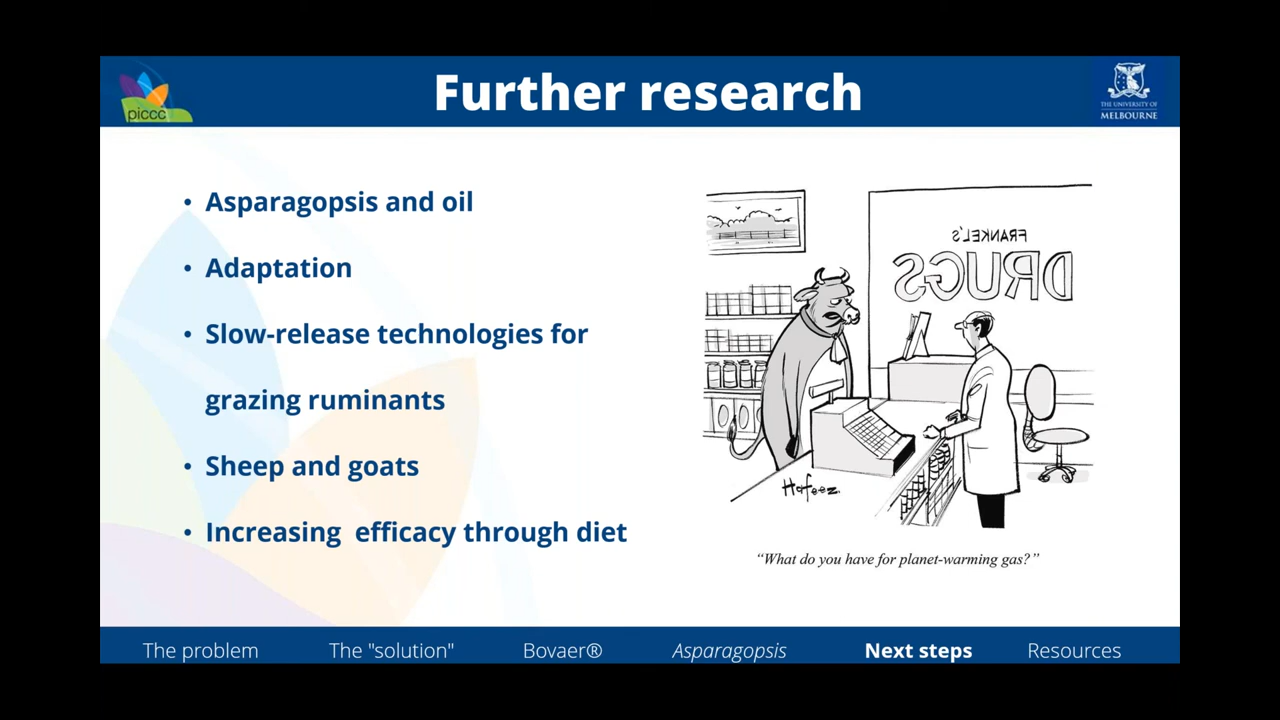 Further research
piccc
THE UNIVERSITY OF
MELBOURNE
• Asparagopsis and oil
• Adaptation
• Slow-release technologies for
grazing ruminants
• Sheep and goats
• Increasing  efficacy through diet
FRANKEL'S
DRUGS
Hafeez.
“What do you have for planet-warming gas?”
The problem
The "solution"
Bovaer®
Asparagopsis
Next steps
Resources